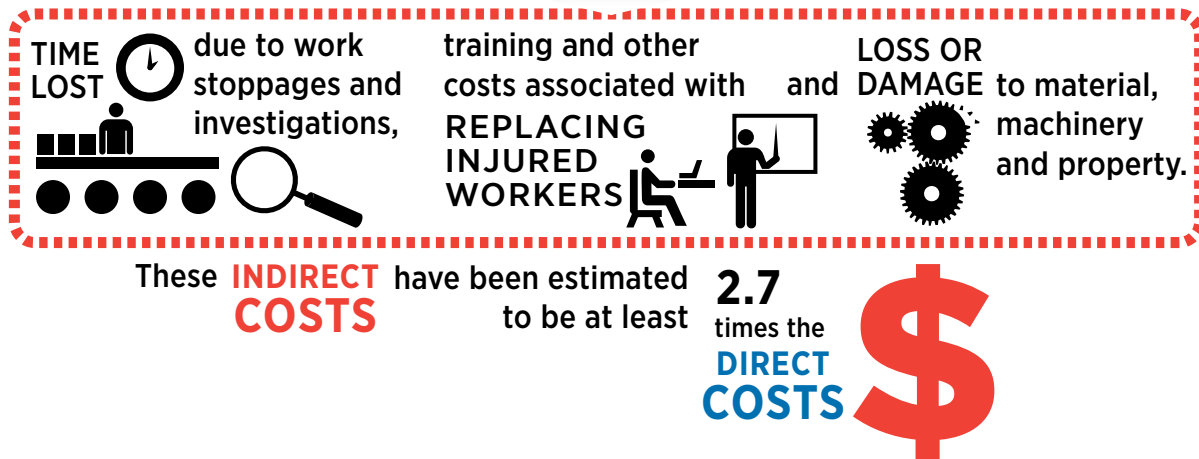 TIME
LOST
due to work
stoppages and
investigations,
training and other
costs associated with
REPLACING
INJURED
WORKERS
and
LOSS OR
DAMAGE
to material,
machinery
and property.
These INDIRECT COSTS have been estimated
to be at least
2.7
times the
DIRECT
COSTS
$